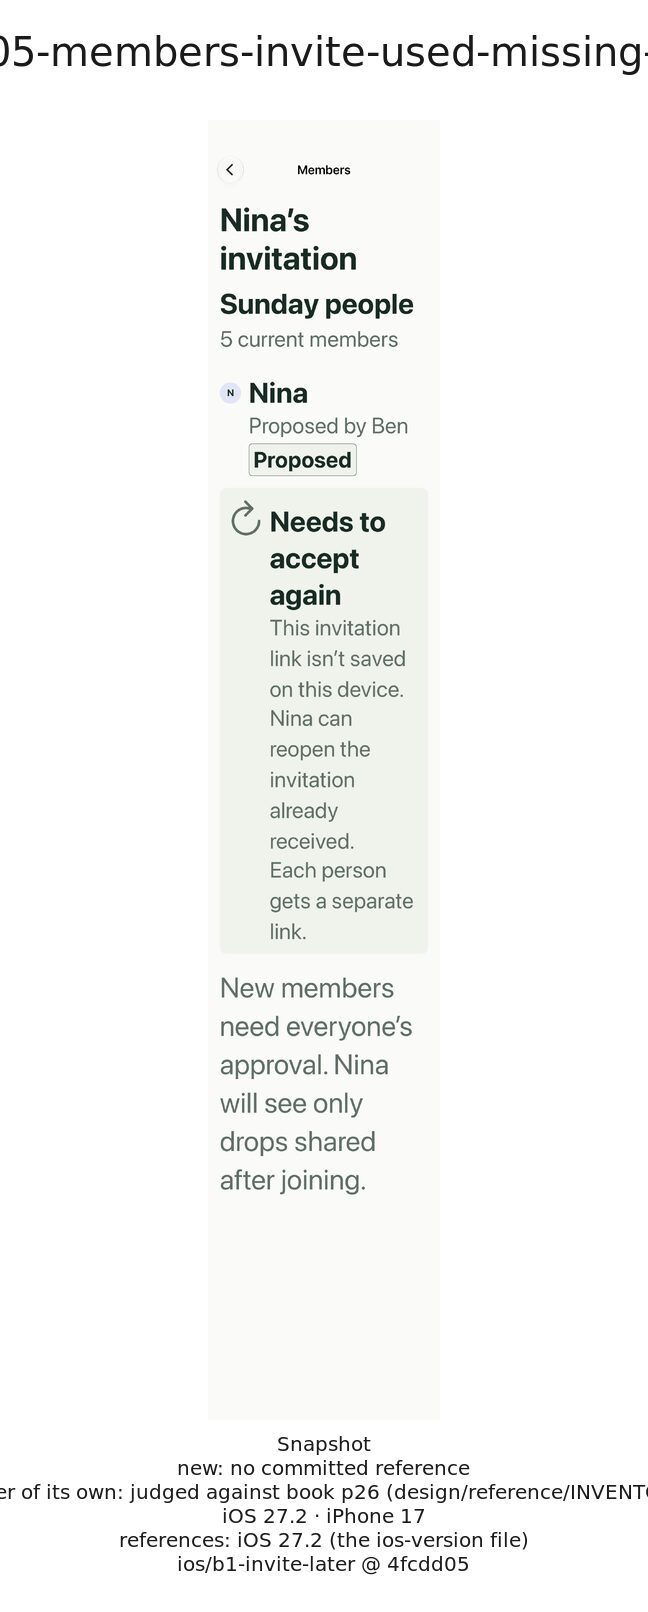 05-members-invite-used-missing-
Members
Nina’s
invitation
Sunday people
5 current members
N
Nina
Proposed by Ben
Proposed
Needs to
accept
again
This invitation
link isn’t saved
on this device.
Nina can
reopen the
invitation
already
received.
Each person
gets a separate
link.
New members
need everyone’s
approval. Nina
will see only
drops shared
after joining.
Snapshot
new: no committed reference
er of its own: judged against book p26 (design/reference/INVENTO
iOS 27.2 · iPhone 17
references: iOS 27.2 (the ios-version file)
ios/b1-invite-later @ 4fcdd05